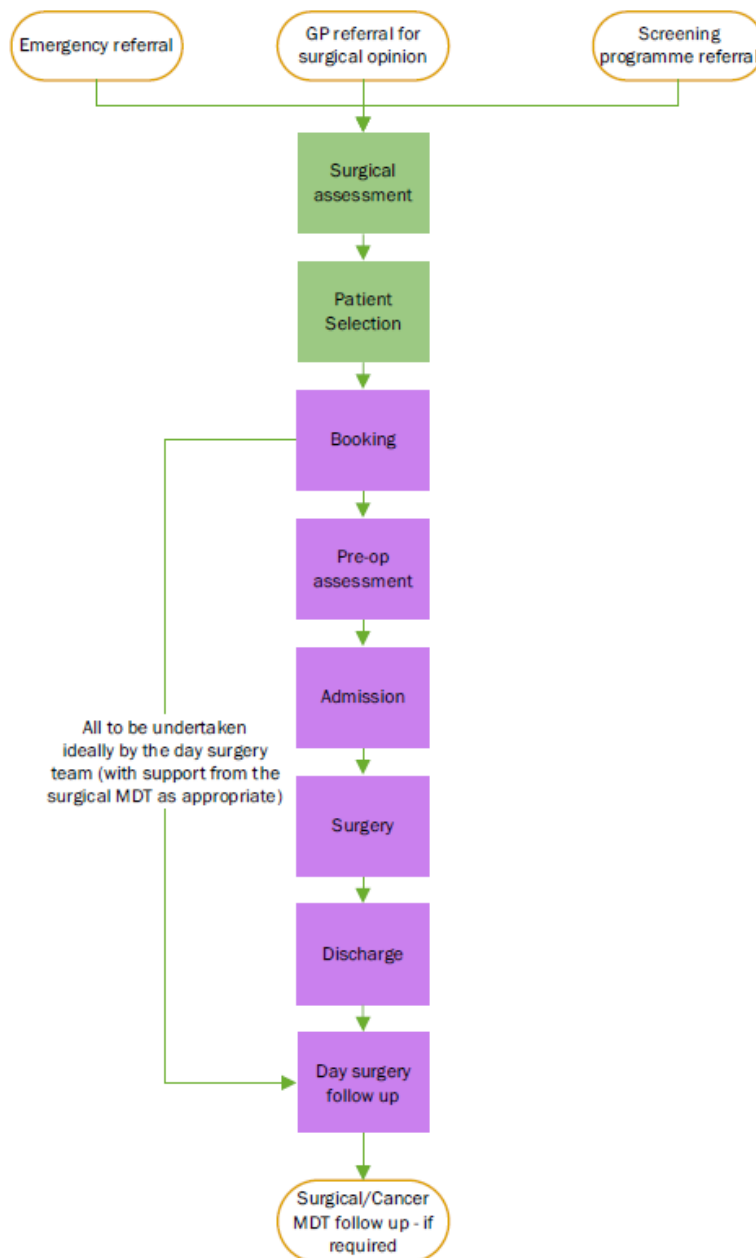 Emergency referral
GP referral for
surgical opinion
Screening
programme referral
Surgical
assessment
Patient
Selection
Booking
Pre-op
assessment
Admission
All to be undertaken
ideally by the day surgery
team (with support from the
surgical MDT as appropriate)
Surgery
Discharge
Day surgery
follow up
Surgical/Cancer
MDT follow up - if
required